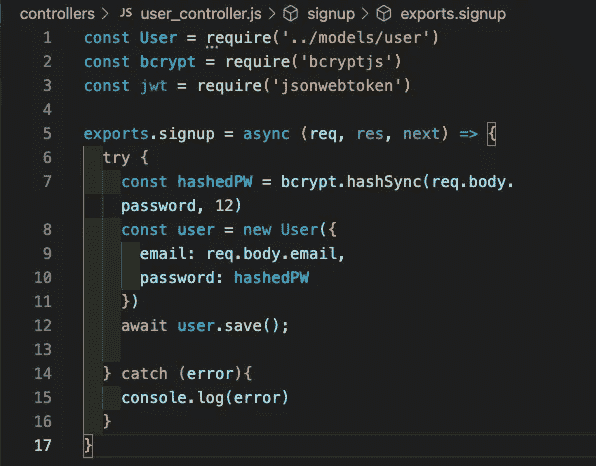 controllers > JS user_controller.js > signup > exports.signup
1 const User = require('../models/user')
2 const bcrypt = require('bcryptjs')
3 const jwt = require('jsonwebtoken')
4
5 exports.signup = async (req, res, next) => {
6 try {
7 const hashedPW = bcrypt.hashSync(req.body.
password, 12)
8 const user = new User({
9 email: req.body.email,
10 password: hashedPW
11 })
12 await user.save();
13
14 } catch (error){
15 console.log(error)
16 }
17 }